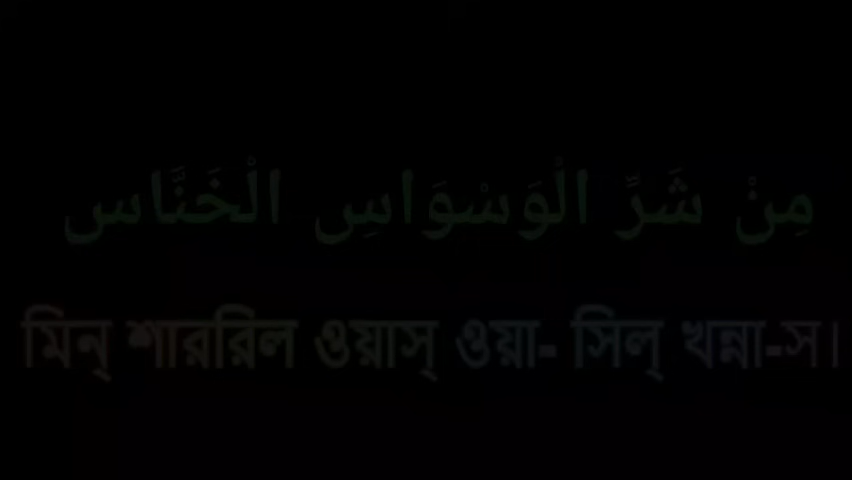 مِنْ شَرِّ الْوَسْوَاسِ الْخَنَّاسِ
মিন্ শাররিল ওয়াস্ ওয়া- সিল্ খন্না-স।